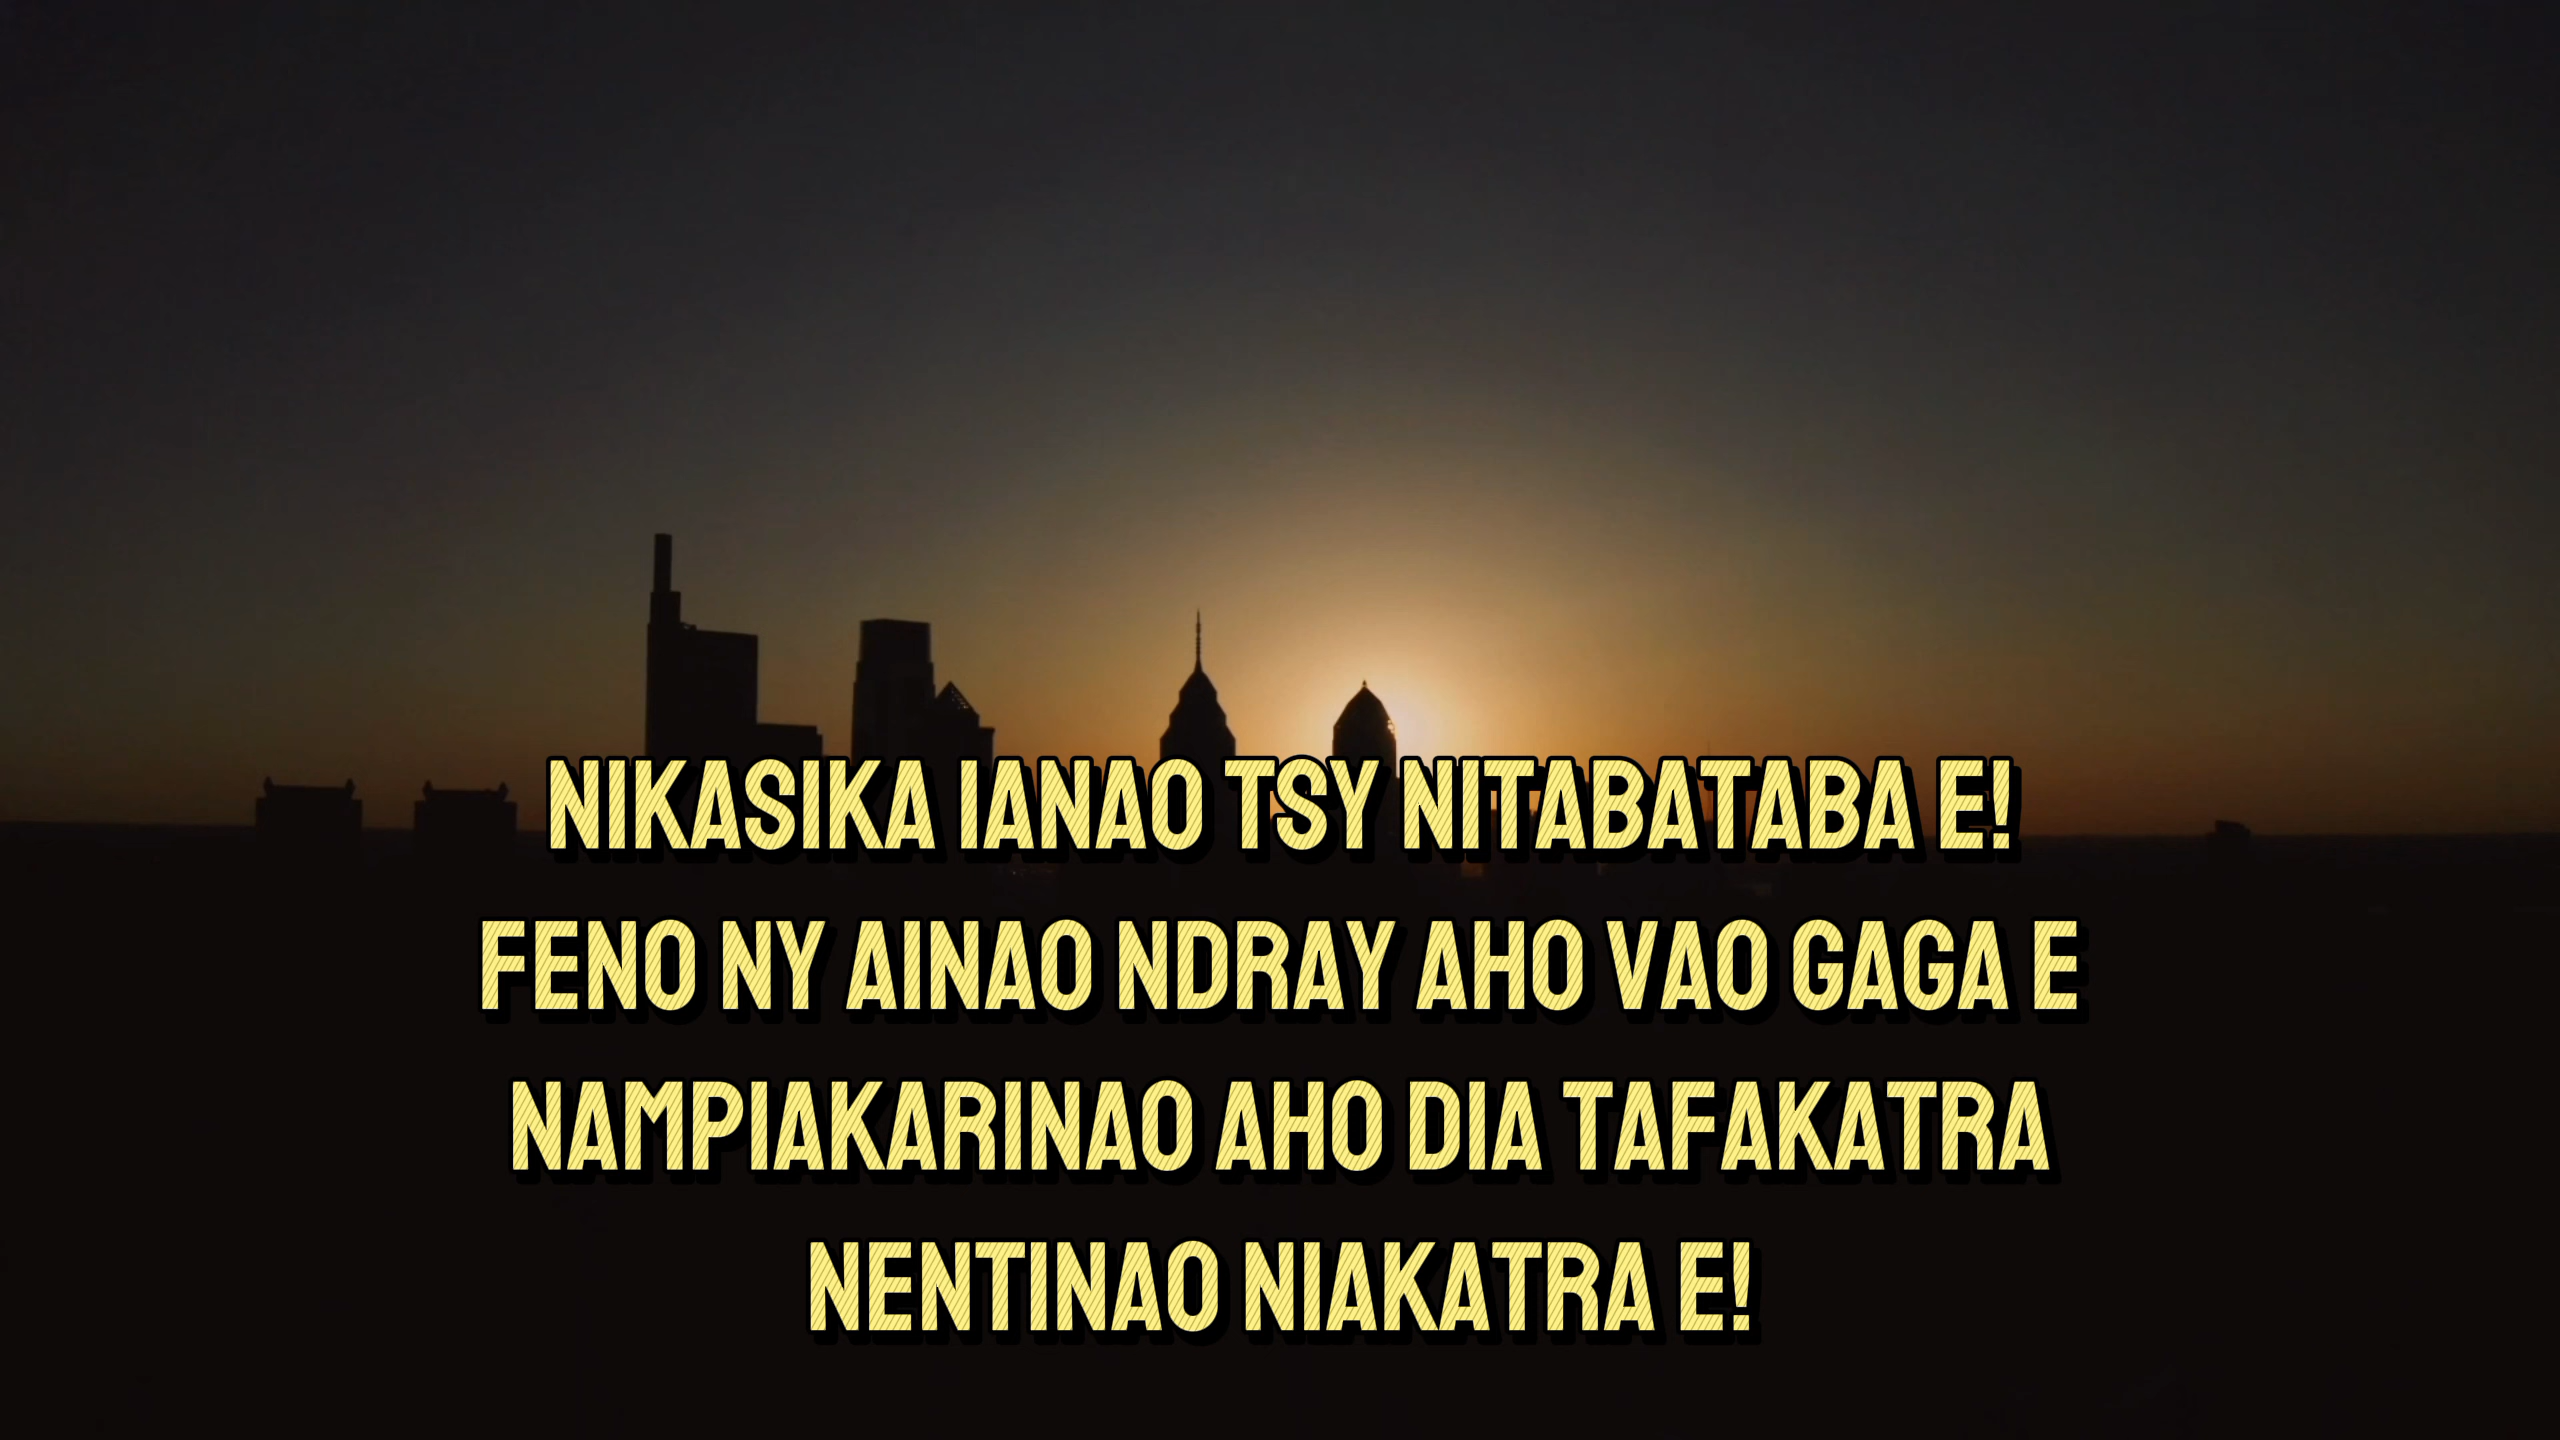 NIKASIKA IANAO TSY NITABATABA E!
FENO NY AINAO NDRAY AHO VAO GAGA E
NAMPIAKARINAO AHO DIA TAFAKATRA
NENTINAO NIAKATRA E!